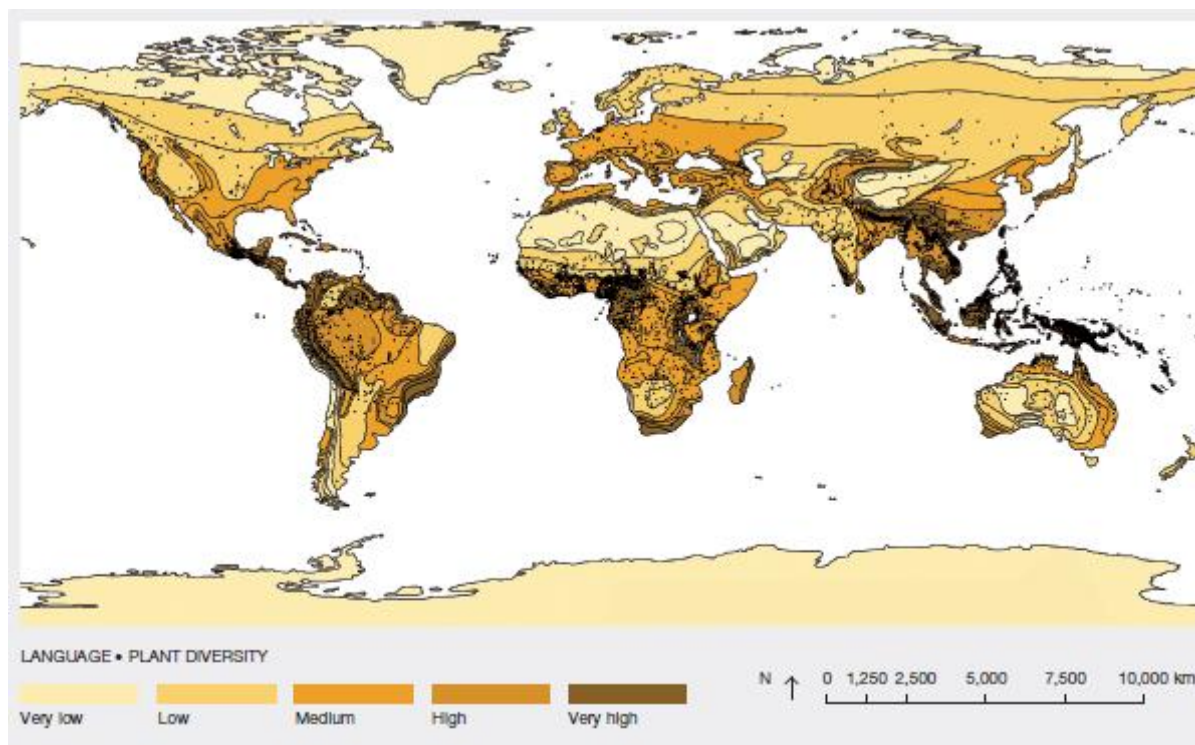 LANGUAGE • PLANT DIVERSITY
Very low Low Medium High Very high
N 0 1,250 2,500 5,000 7,500 10,000 km